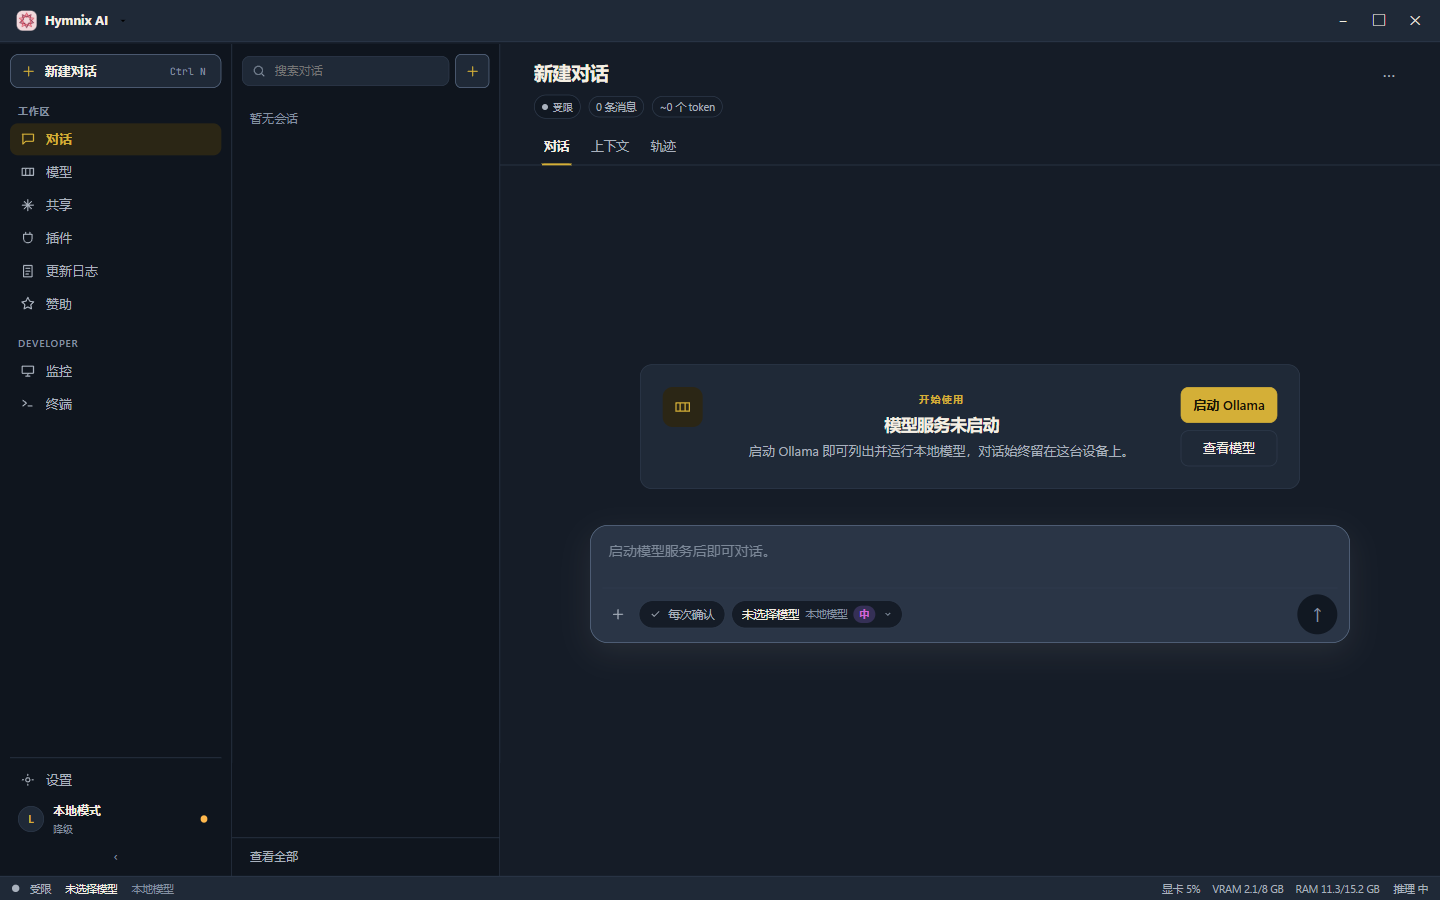 Hymnix AI
新建对话 Ctrl N
工作区
对话
模型
共享
插件
更新日志
赞助
DEVELOPER
监控
终端
设置
L
本地模式
降级
搜索对话
暂无会话
查看全部
新建对话
受限 0 条消息 ~0 个 token
对话 上下文 轨迹
开始使用
模型服务未启动
启动 Ollama 即可列出并运行本地模型，对话始终留在这台设备上。
启动 Ollama
查看模型
启动模型服务后即可对话。
每次确认 未选择模型 本地模型 中
受限 未选择模型 本地模型 显卡 5% VRAM 2.1/8 GB RAM 11.3/15.2 GB 推理 中